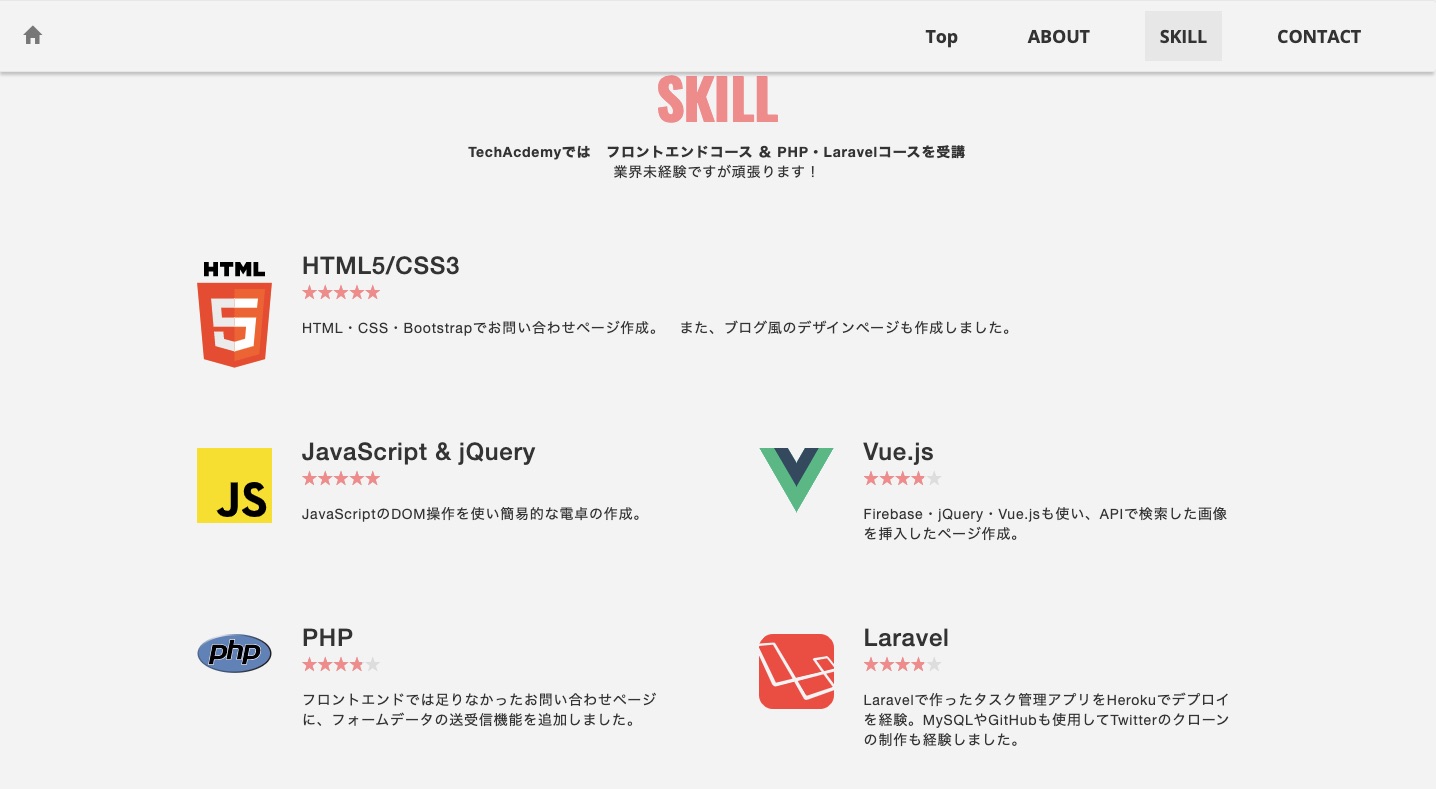 Top ABOUT SKILL CONTACT
SKILL
TechAcdemyでは　フロントエンドコース & PHP・Laravelコースを受講
業界未経験ですが頑張ります！
HTML
5
HTML5/CSS3
★★★★★
HTML・CSS・Bootstrapでお問い合わせページ作成。　また、ブログ風のデザインページも作成しました。
JS
JavaScript & jQuery
★★★★★
JavaScriptのDOM操作を使い簡易的な電卓の作成。
Vue.js
★★★★★
Firebase・jQuery・Vue.jsも使い、APIで検索した画像
を挿入したページ作成。
php
PHP
★★★★★
フロントエンドでは足りなかったお問い合わせページ
に、フォームデータの送受信機能を追加しました。
Laravel
★★★★★
Laravelで作ったタスク管理アプリをHerokuでデプロイ
を経験。MySQLやGitHubも使用してTwitterのクローン
の制作も経験しました。